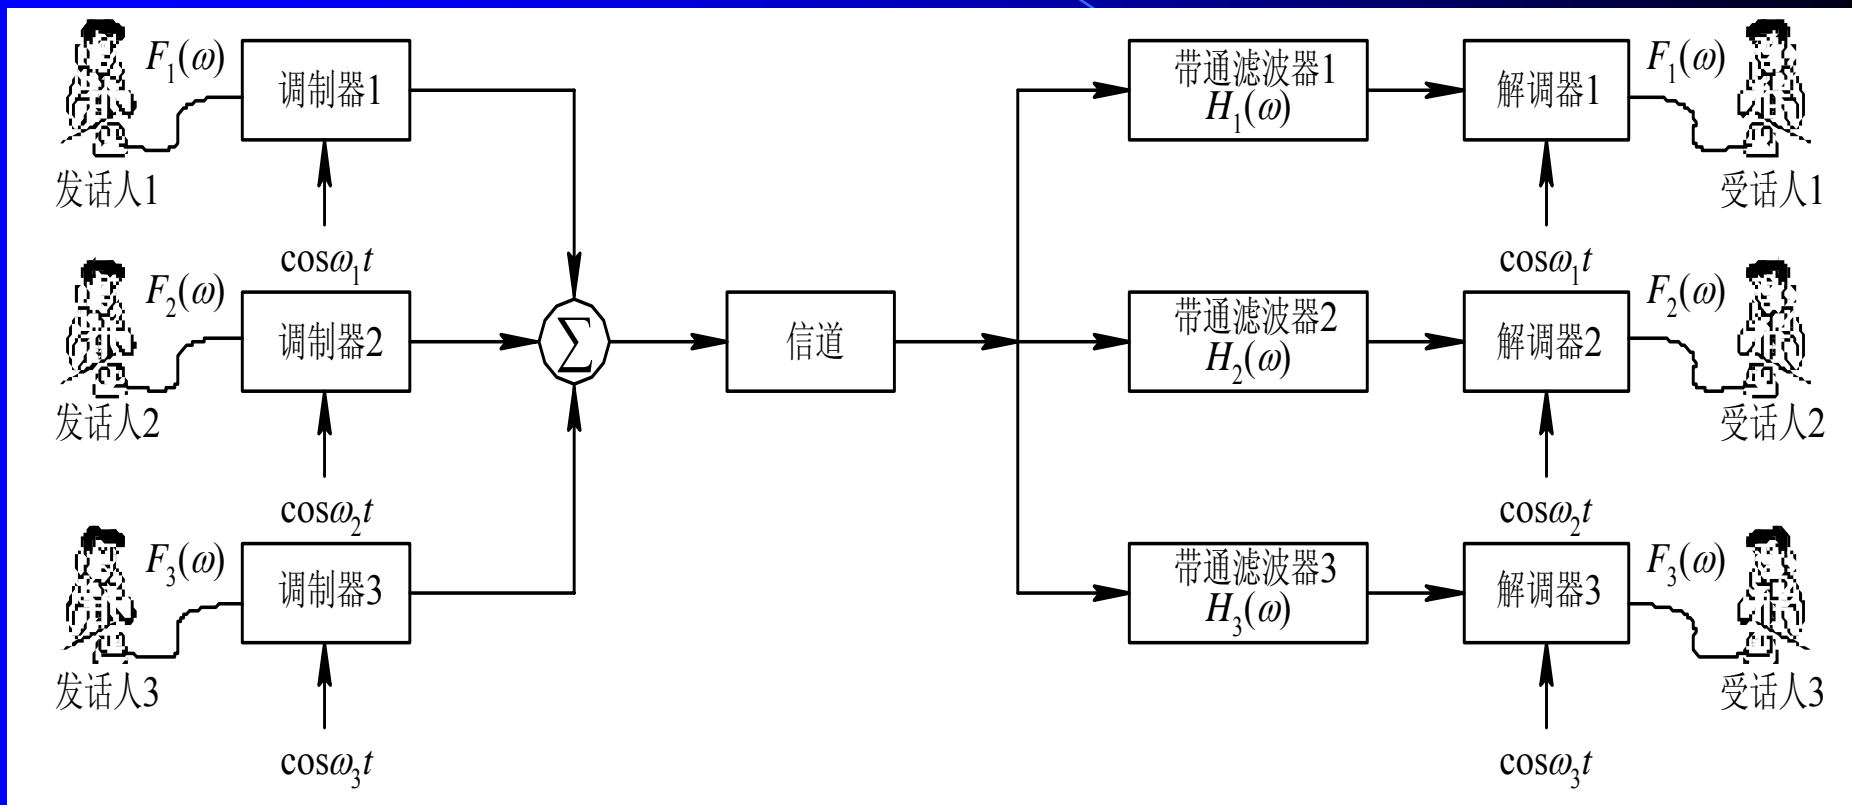 F₁(ω)
调制器1
带通滤波器1
H₁(ω)
解调器1
F₁(ω)
发话人1
受话人1
cosω₁t
cosω₁t
F₂(ω)
调制器2
Σ
信道
带通滤波器2
H₂(ω)
解调器2
F₂(ω)
发话人2
受话人2
cosω₂t
cosω₂t
F₃(ω)
调制器3
带通滤波器3
H₃(ω)
解调器3
F₃(ω)
发话人3
受话人3
cosω₃t
cosω₃t